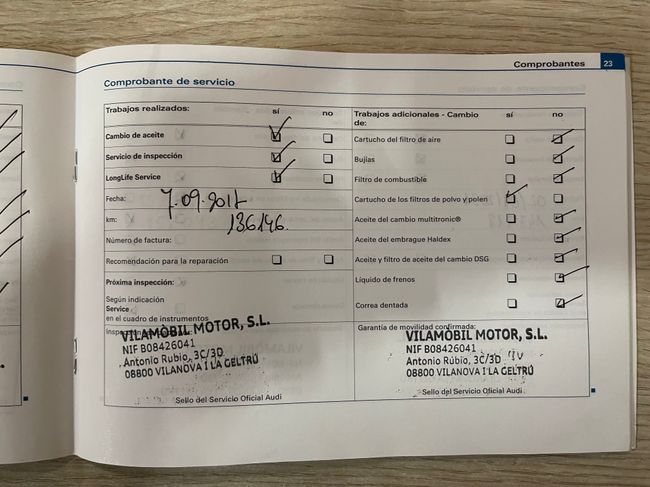 Comprobantes 23
Comprobante de servicio
Trabajos realizados: sí no
Cambio de aceite
Servicio de inspección
LongLife Service
Fecha:
km: 136146.
Número de factura:
Recomendación para la reparación
Próxima inspección:
Según indicación
Service
en el cuadro de instrumentos
VILAMÒBIL MOTOR, S.L.
NIF B08426041
Antonio Rubio, 3C/3D
08800 VILANOVA I LA GELTRÚ
Sello del Servicio Oficial Audi
Trabajos adicionales - Cambio sí no
de:
Cartucho del filtro de aire
Bujías
Filtro de combustible
Cartucho de los filtros de polvo y polen
Aceite del cambio multitronic®
Aceite del embrague Haldex
Aceite y filtro de aceite del cambio DSG
Líquido de frenos
Correa dentada
Garantía de movilidad confirmada:
VILAMÒBIL MOTOR, S.L.
NIF B08426041
Antonio Rúbio, 3C/3D
08800 VILANOVA I LA GELTRÚ
Sello del Servicio Oficial Audi